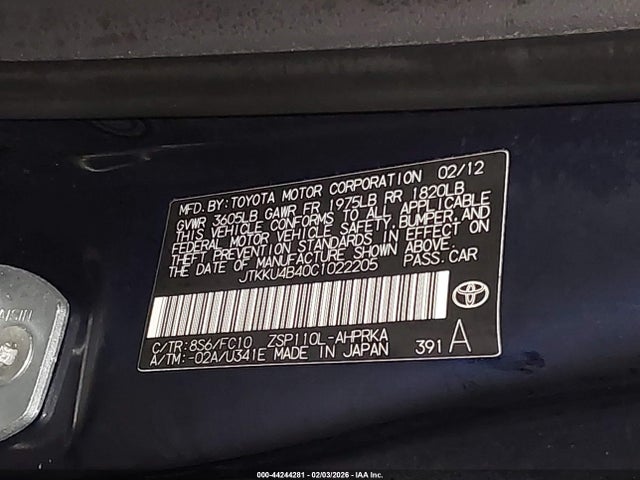 MFD. BY: TOYOTA MOTOR CORPORATION 02/12
GVWR 3605LB GAWR FR 1975LB RR 1820LB
THIS VEHICLE CONFORMS TO ALL APPLICABLE
FEDERAL MOTOR VEHICLE SAFETY, BUMPER, AND
THEFT PREVENTION STANDARDS IN EFFECT ON
THE DATE OF MANUFACTURE SHOWN ABOVE.
JTKKU4B40C1022205 PASS. CAR
C/TR: 8S6/FC10 ZSP110L-AHPRKA
A/TM: -02A/U341E MADE IN JAPAN 391 A
AISIN
000-44244281 - 02/03/2026 - IAA Inc.